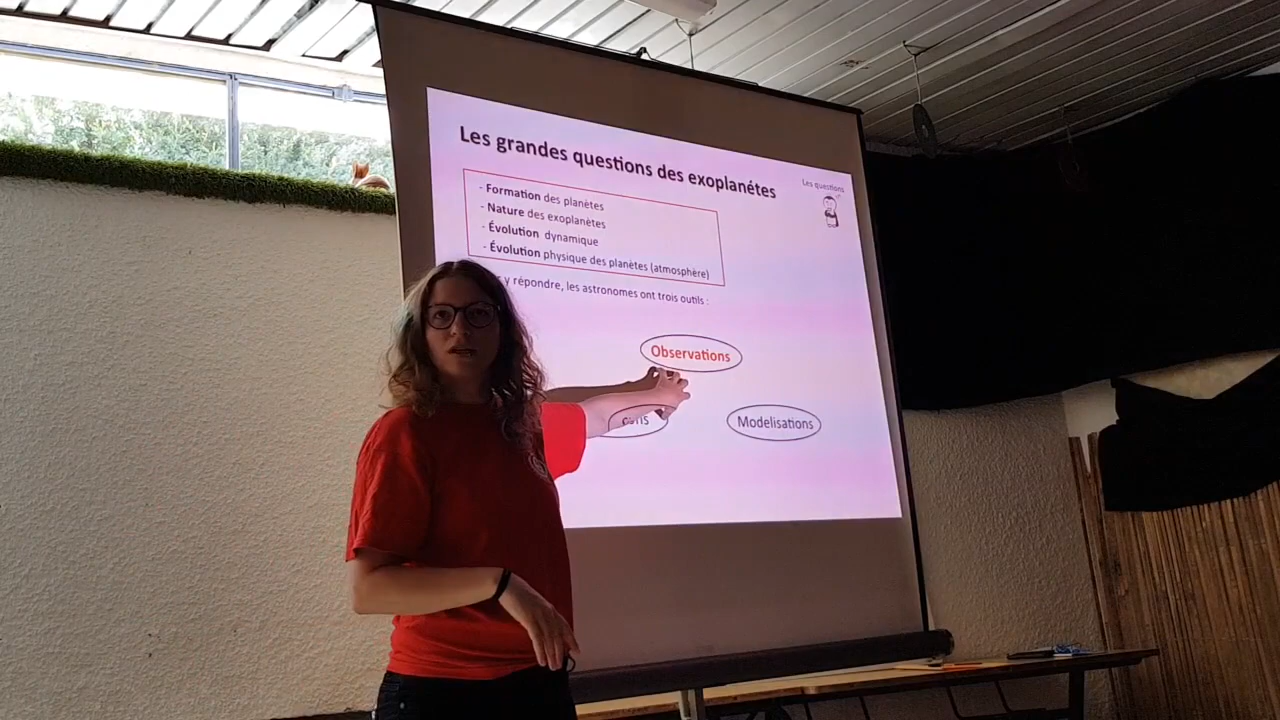 Les grandes questions des exoplanétes
Les questions
- Formation des planètes
- Nature des exoplanètes
- Évolution dynamique
- Évolution physique des planètes (atmosphère)
y répondre, les astronomes ont trois outils :
Observations
Modelisations